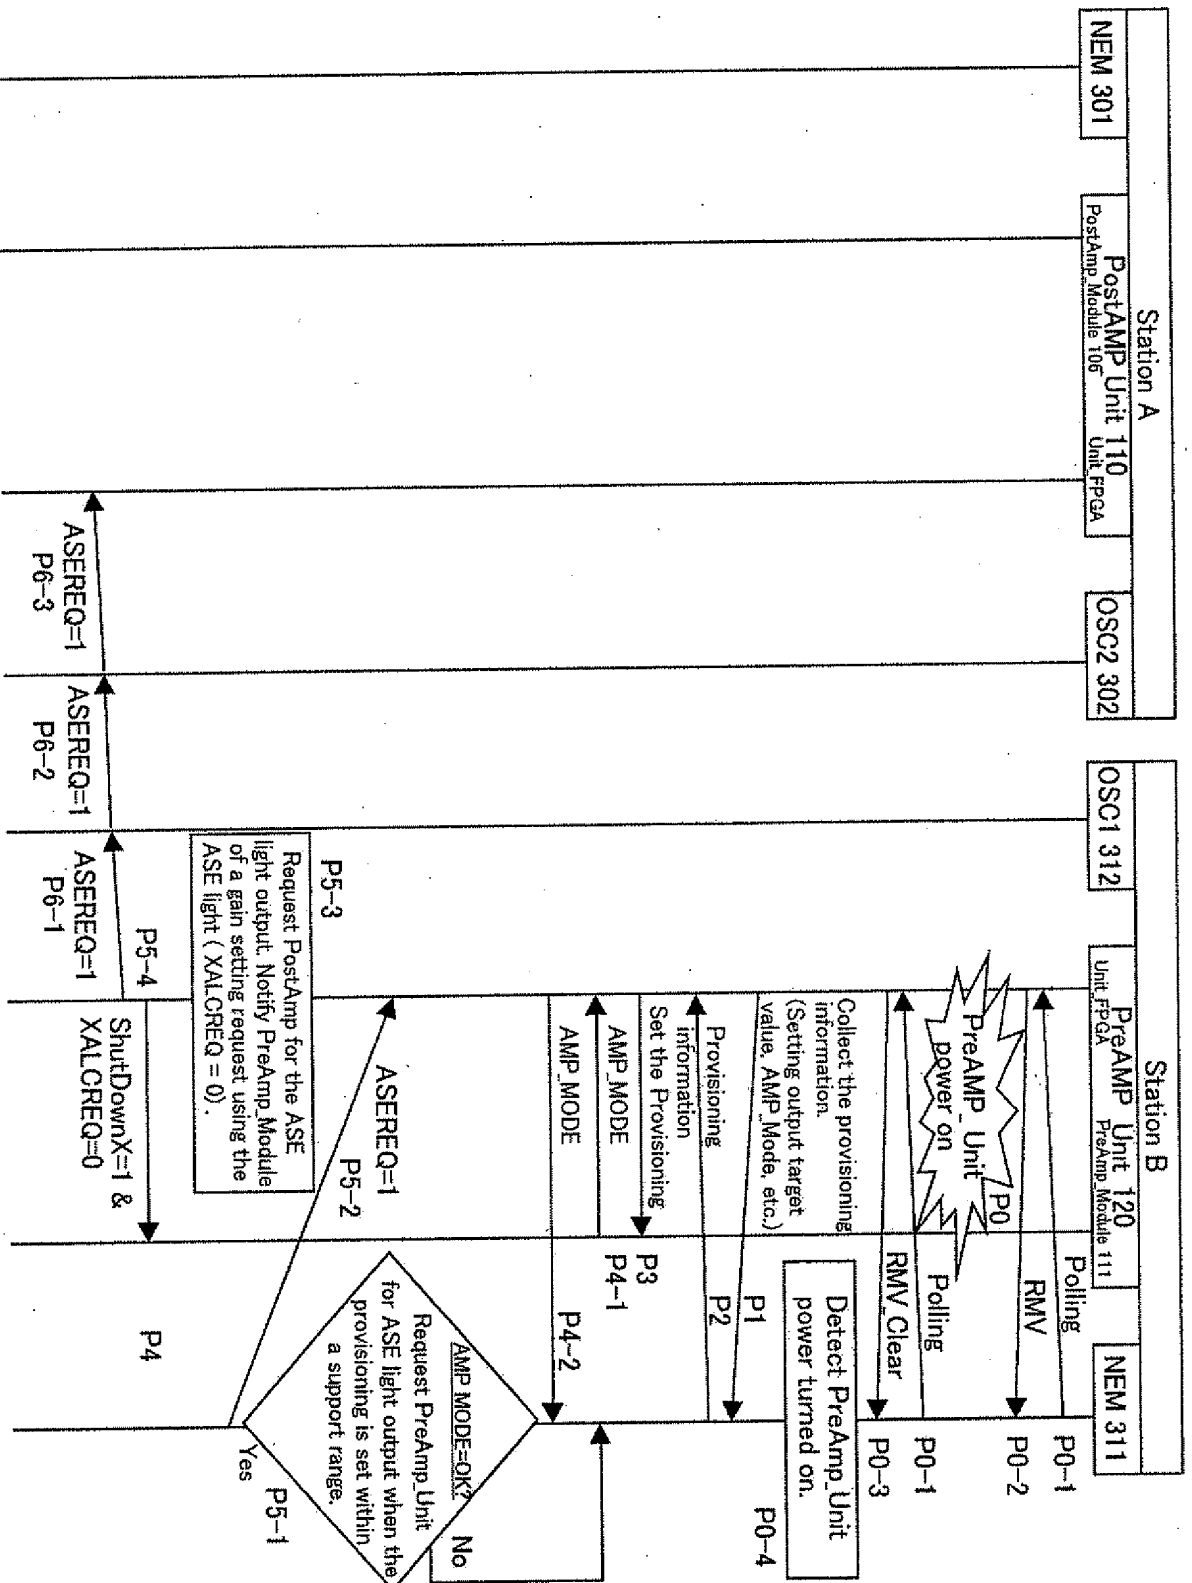 Station A
NEM 301
PostAMP Unit 110
PostAmp_Module 106
Unit_FPGA
OSC2 302
Station B
OSC1 312
PreAMP Unit 120
Unit_FPGA
PreAmp_Module 111
NEM 311
Polling
P0-1
RMV
P0-2
PreAMP_Unit
power on
P0
Polling
P0-1
RMV_Clear
P0-3
Detect PreAmp_Unit
power turned on.
P0-4
Collect the provisioning
information.
(Setting output target
value, AMP_Mode, etc.)
P1
Provisioning
information
P2
Set the Provisioning
P3
AMP_MODE
P4-1
AMP_MODE
P4-2
AMP MODE=OK?
Request PreAmp_Unit
for ASE light output when the
provisioning is set within
a support range.
No
Yes
P5-1
P4
ASEREQ=1
P5-2
P5-3
Request PostAmp for the ASE
light output. Notify PreAmp_Module
of a gain setting request using the
ASE light ( XALCREQ = 0).
P5-4
ShutDownX=1 &
XALCREQ=0
ASEREQ=1
P6-1
ASEREQ=1
P6-2
ASEREQ=1
P6-3